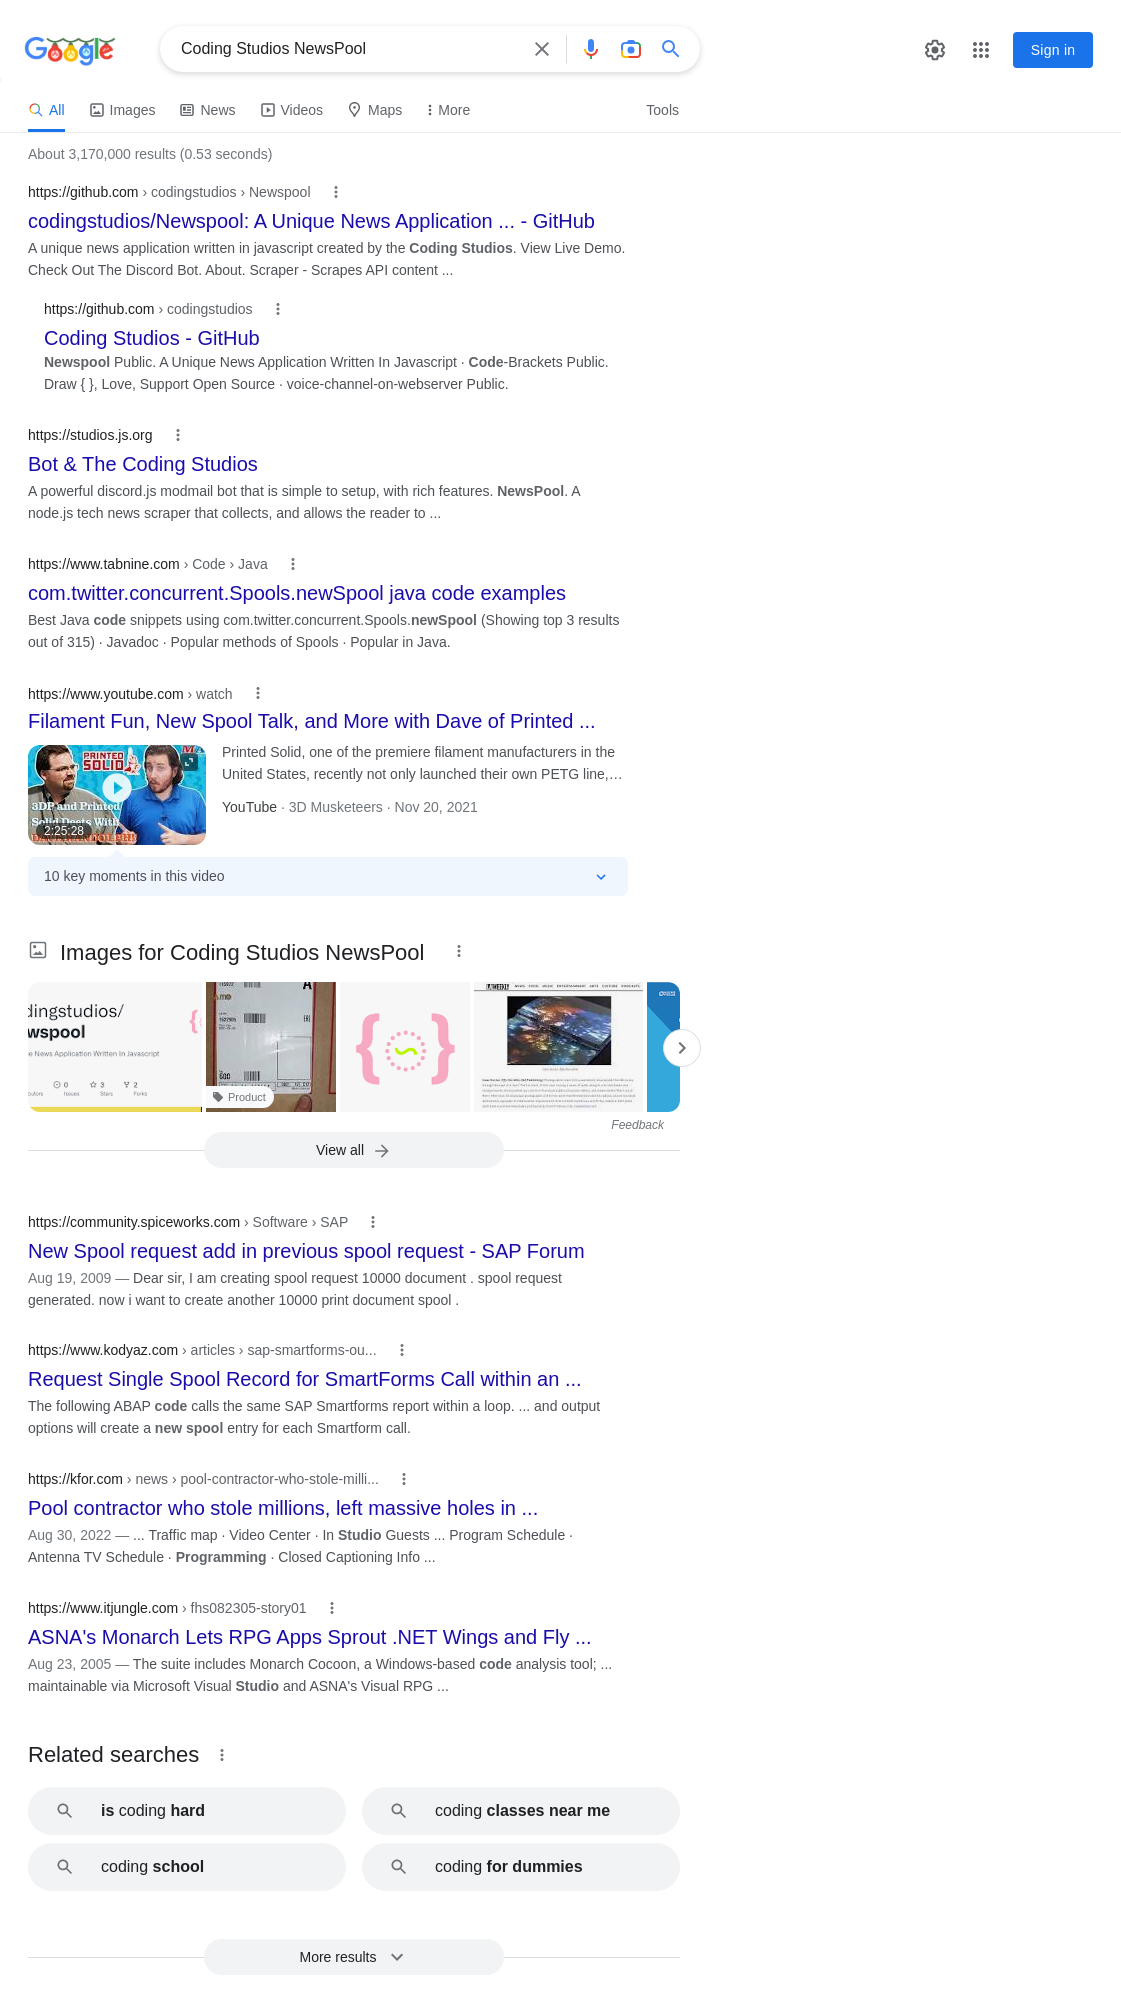 Google
Coding Studios NewsPool
Sign in
All
Images
News
Videos
Maps
More
Tools
About 3,170,000 results (0.53 seconds)
https://github.com › codingstudios › Newspool
codingstudios/Newspool: A Unique News Application ... - GitHub
A unique news application written in javascript created by the Coding Studios. View Live Demo.
Check Out The Discord Bot. About. Scraper - Scrapes API content ...
https://github.com › codingstudios
Coding Studios - GitHub
Newspool Public. A Unique News Application Written In Javascript · Code-Brackets Public.
Draw { }, Love, Support Open Source · voice-channel-on-webserver Public.
https://studios.js.org
Bot & The Coding Studios
A powerful discord.js modmail bot that is simple to setup, with rich features. NewsPool. A
node.js tech news scraper that collects, and allows the reader to ...
https://www.tabnine.com › Code › Java
com.twitter.concurrent.Spools.newSpool java code examples
Best Java code snippets using com.twitter.concurrent.Spools.newSpool (Showing top 3 results
out of 315) · Javadoc · Popular methods of Spools · Popular in Java.
https://www.youtube.com › watch
Filament Fun, New Spool Talk, and More with Dave of Printed ...
PRINTED
SOLID
3DP and Printed
Solid Deets With
2:25:28
Printed Solid, one of the premiere filament manufacturers in the
United States, recently not only launched their own PETG line,…
YouTube · 3D Musketeers · Nov 20, 2021
10 key moments in this video
Images for Coding Studios NewsPool
dingstudios/
wspool
e News Application Written In Javascript
0
3
2
Issues
Stars
Forks
Product
WEEKLY
Feedback
View all
https://community.spiceworks.com › Software › SAP
New Spool request add in previous spool request - SAP Forum
Aug 19, 2009 — Dear sir, I am creating spool request 10000 document . spool request
generated. now i want to create another 10000 print document spool .
https://www.kodyaz.com › articles › sap-smartforms-ou...
Request Single Spool Record for SmartForms Call within an ...
The following ABAP code calls the same SAP Smartforms report within a loop. ... and output
options will create a new spool entry for each Smartform call.
https://kfor.com › news › pool-contractor-who-stole-milli...
Pool contractor who stole millions, left massive holes in ...
Aug 30, 2022 — ... Traffic map · Video Center · In Studio Guests ... Program Schedule ·
Antenna TV Schedule · Programming · Closed Captioning Info ...
https://www.itjungle.com › fhs082305-story01
ASNA's Monarch Lets RPG Apps Sprout .NET Wings and Fly ...
Aug 23, 2005 — The suite includes Monarch Cocoon, a Windows-based code analysis tool; ...
maintainable via Microsoft Visual Studio and ASNA's Visual RPG ...
Related searches
is coding hard
coding classes near me
coding school
coding for dummies
More results